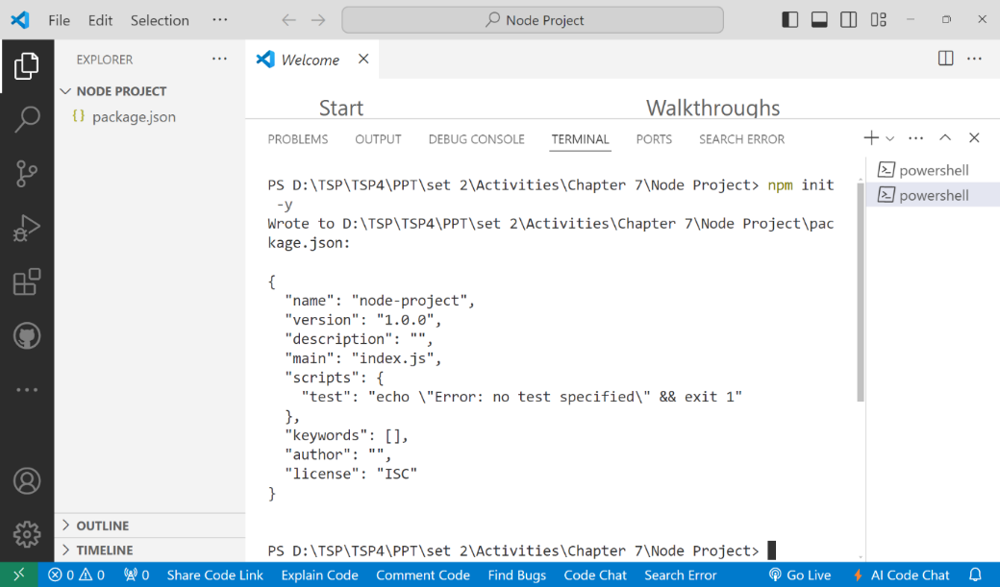 File Edit Selection ··· Node Project
EXPLORER ···
NODE PROJECT
{} package.json
OUTLINE
TIMELINE
Welcome
Start Walkthroughs
PROBLEMS OUTPUT DEBUG CONSOLE TERMINAL PORTS SEARCH ERROR
PS D:\TSP\TSP4\PPT\set 2\Activities\Chapter 7\Node Project> npm init
-y
Wrote to D:\TSP\TSP4\PPT\set 2\Activities\Chapter 7\Node Project\pac
kage.json:
{
"name": "node-project",
"version": "1.0.0",
"description": "",
"main": "index.js",
"scripts": {
"test": "echo \"Error: no test specified\" && exit 1"
},
"keywords": [],
"author": "",
"license": "ISC"
}
PS D:\TSP\TSP4\PPT\set 2\Activities\Chapter 7\Node Project>
powershell
powershell
0 0 0 Share Code Link Explain Code Comment Code Find Bugs Code Chat Search Error Go Live AI Code Chat